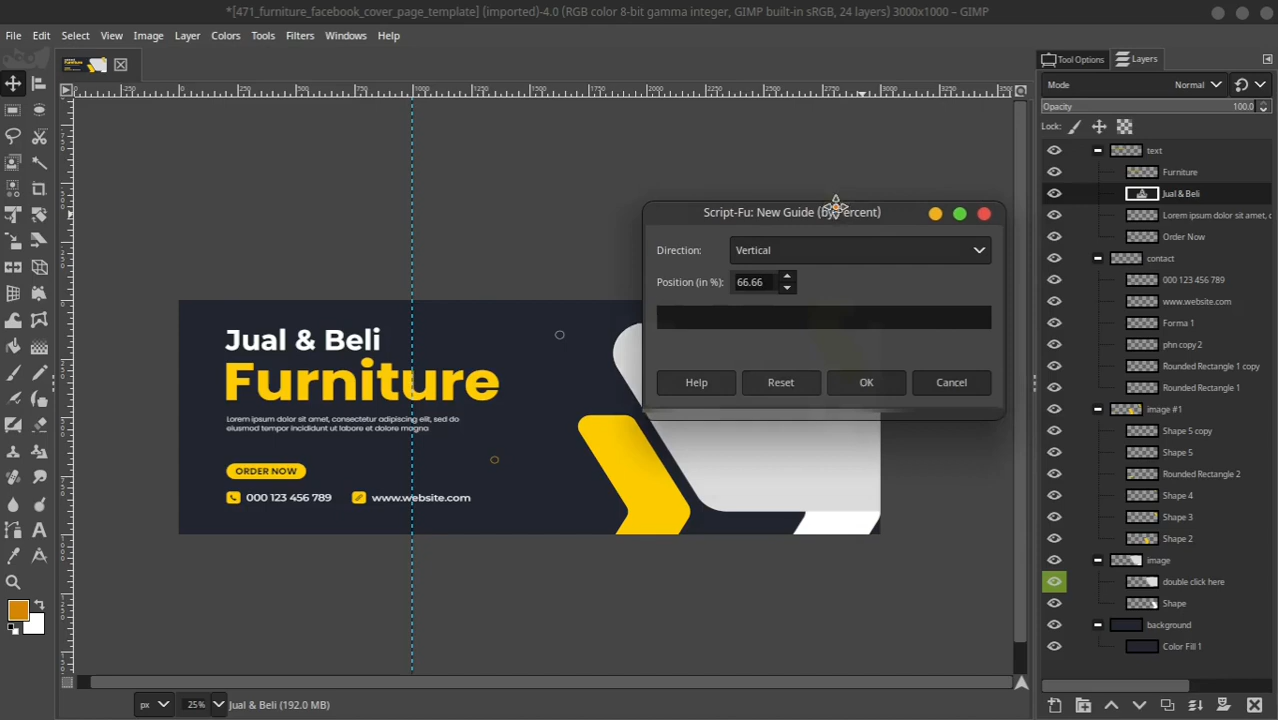 *[471_furniture_facebook_cover_page_template] (imported)-4.0 (RGB color 8-bit gamma integer, GIMP built-in sRGB, 24 layers) 3000x1000 – GIMP
File Edit Select View Image Layer Colors Tools Filters Windows Help
Tool Options Layers
Mode Normal
Opacity 100.0
Lock:
text
Furniture
Jual & Beli
Lorem ipsum dolor sit amet, c
Order Now
contact
000 123 456 789
www.website.com
Forma 1
phn copy 2
Rounded Rectangle 1 copy
Rounded Rectangle 1
image #1
Shape 5 copy
Shape 5
Rounded Rectangle 2
Shape 4
Shape 3
Shape 2
image
double click here
Shape
background
Color Fill 1
Script-Fu: New Guide (by Percent)
Direction: Vertical
Position (in %): 66.66
Help Reset OK Cancel
Jual & Beli
Furniture
Lorem ipsum dolor sit amet, consectetur adipiscing elit, sed do
eiusmod tempor incididunt ut labore et dolore magna
ORDER NOW
000 123 456 789 www.website.com
px 25% Jual & Beli (192.0 MB)